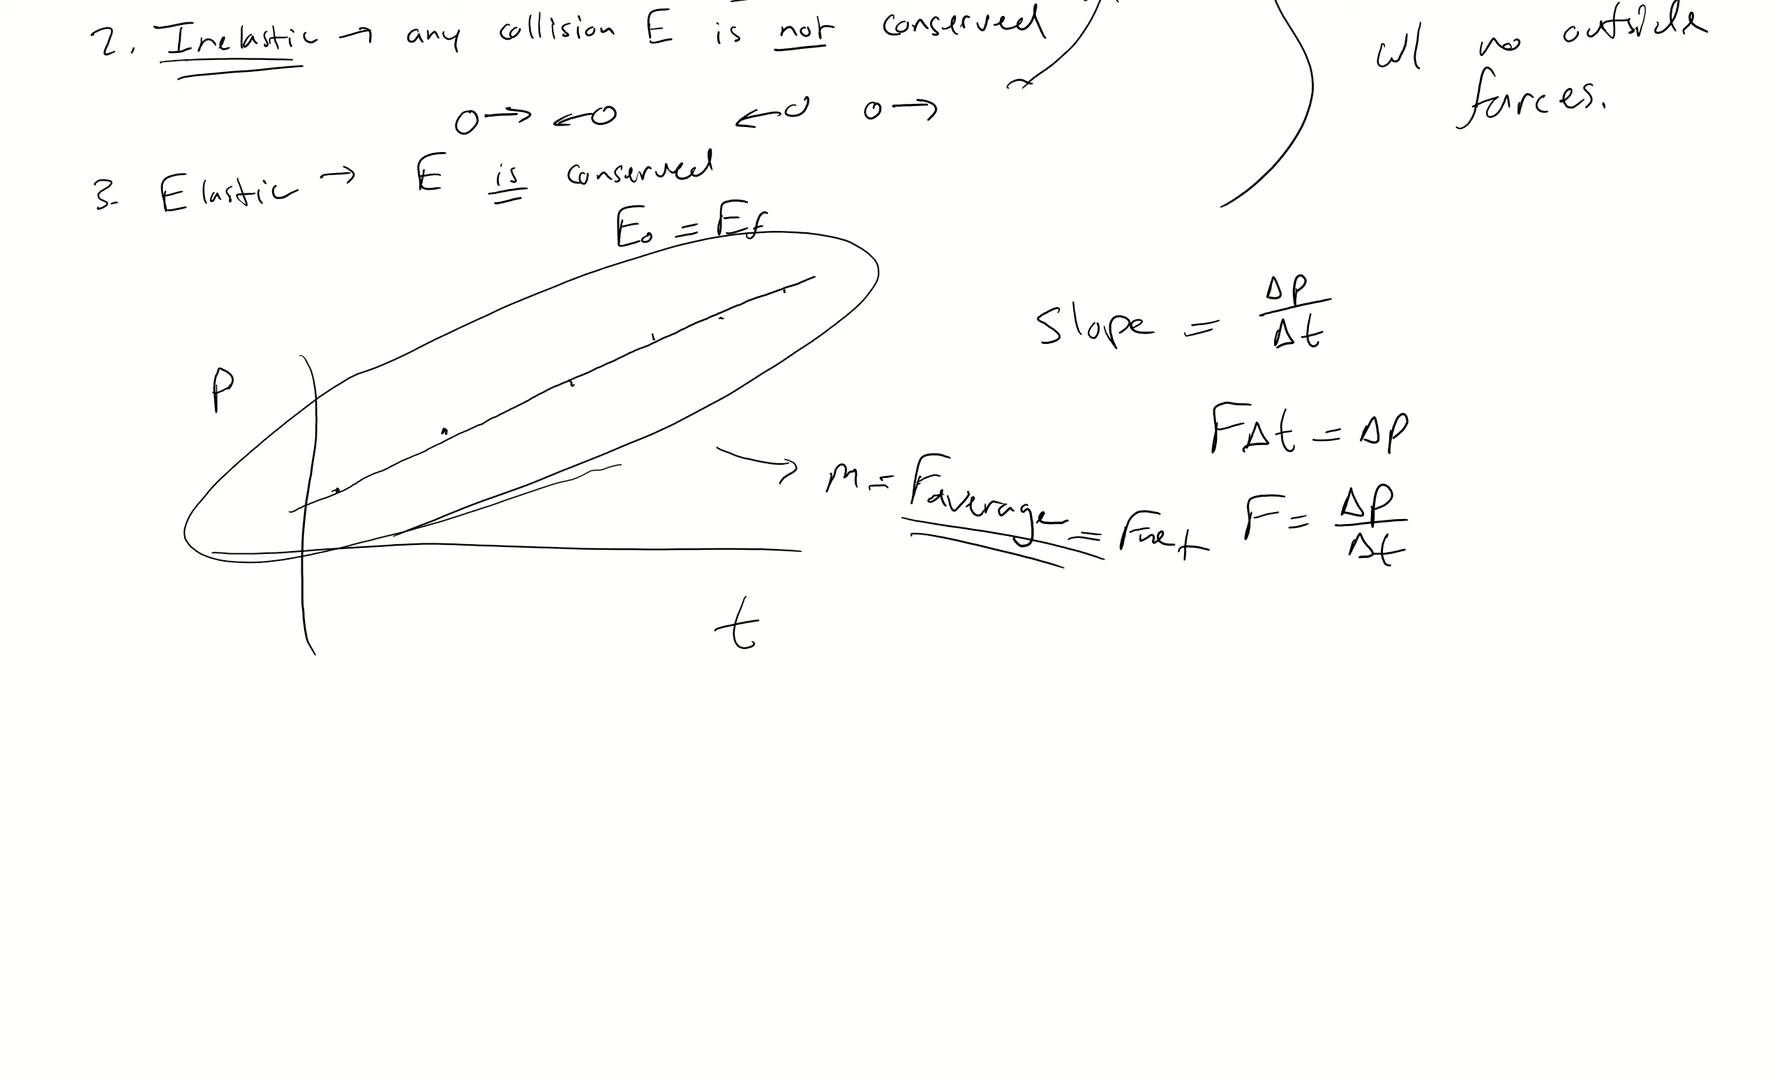 2. Inelastic → any collision E is not conserved
w/ no outside
forces.
3. Elastic → E is conserved
E₀ = Ef
P
t
Slope = ΔP/Δt
FΔt = ΔP
m = Faverage = Fnet
F = ΔP/Δt